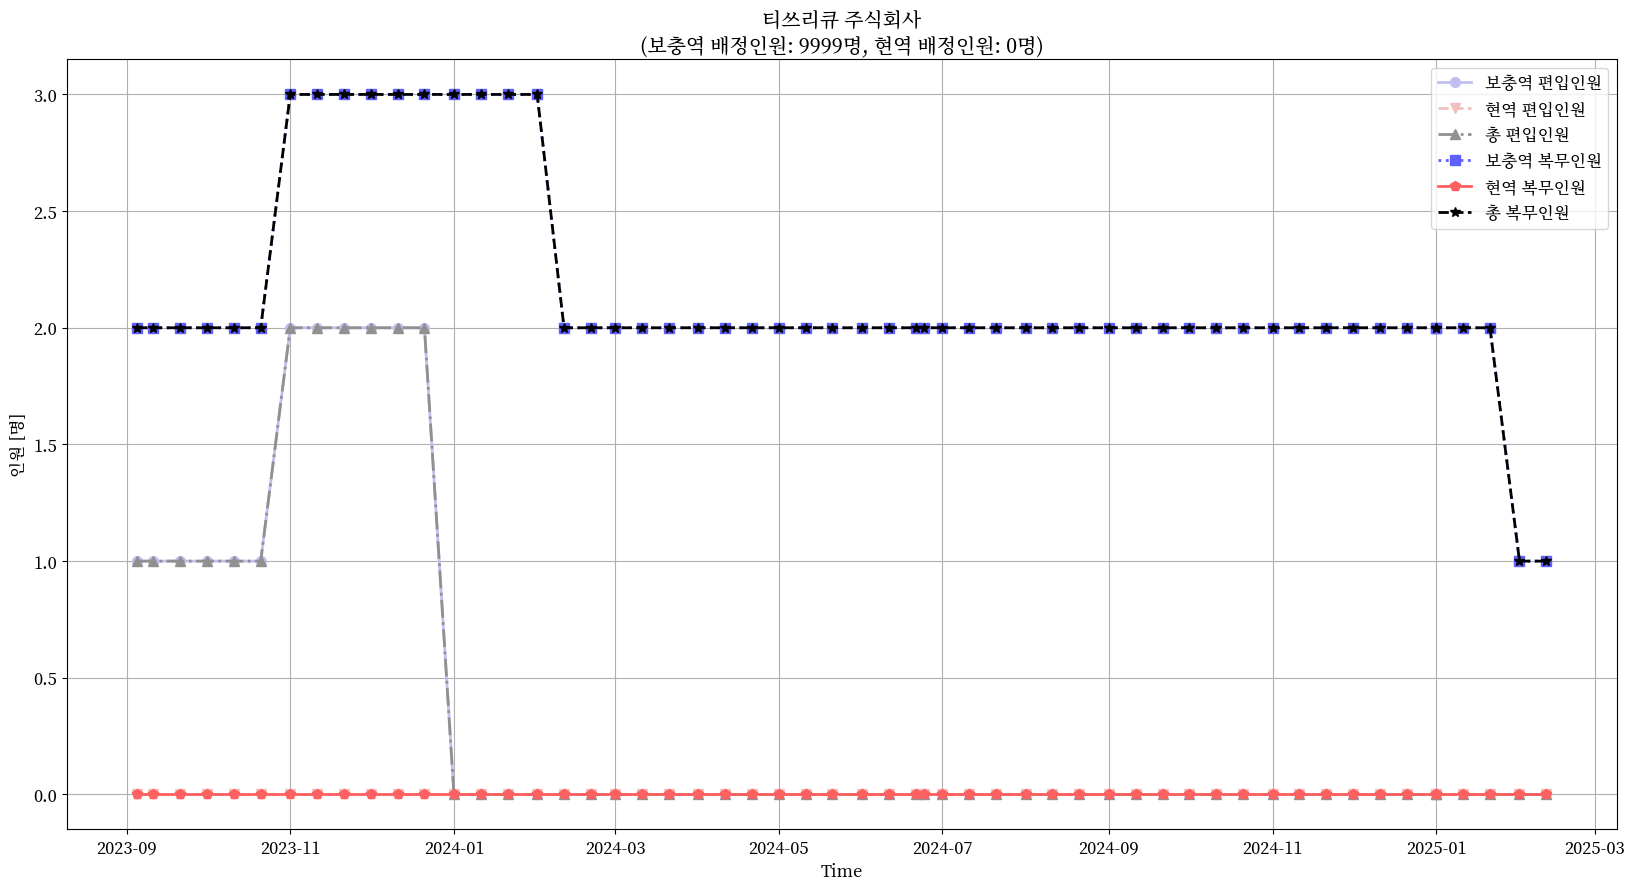 티쓰리큐 주식회사
(보충역 배정인원: 9999명, 현역 배정인원: 0명)
보충역 편입인원
현역 편입인원
총 편입인원
보충역 복무인원
현역 복무인원
총 복무인원
인원 [명]
3.0
2.5
2.0
1.5
1.0
0.5
0.0
2023-09
2023-11
2024-01
2024-03
2024-05
2024-07
2024-09
2024-11
2025-01
2025-03
Time